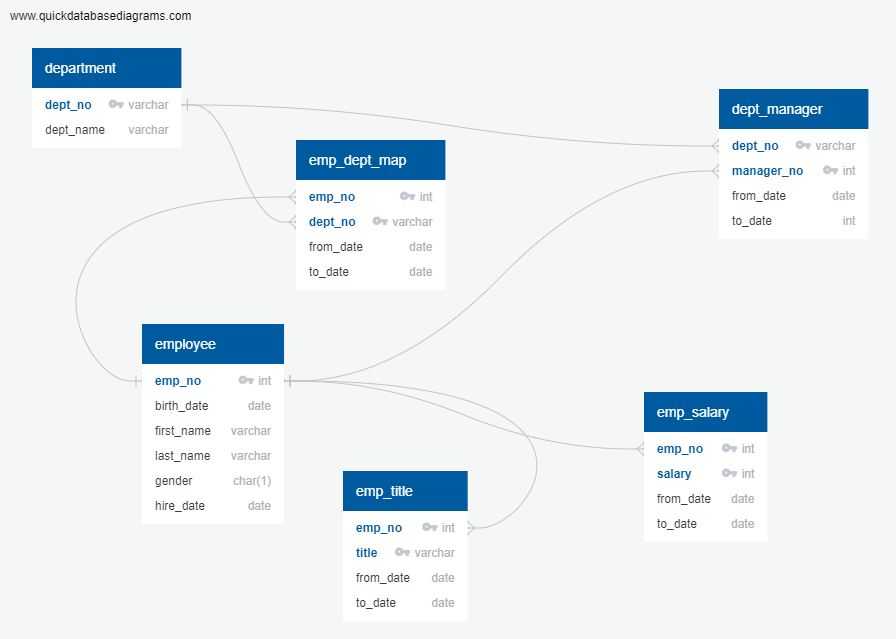 www.quickdatabasediagrams.com
department
dept_no varchar
dept_name varchar
emp_dept_map
emp_no int
dept_no varchar
from_date date
to_date date
dept_manager
dept_no varchar
manager_no int
from_date date
to_date int
employee
emp_no int
birth_date date
first_name varchar
last_name varchar
gender char(1)
hire_date date
emp_title
emp_no int
title varchar
from_date date
to_date date
emp_salary
emp_no int
salary int
from_date date
to_date date